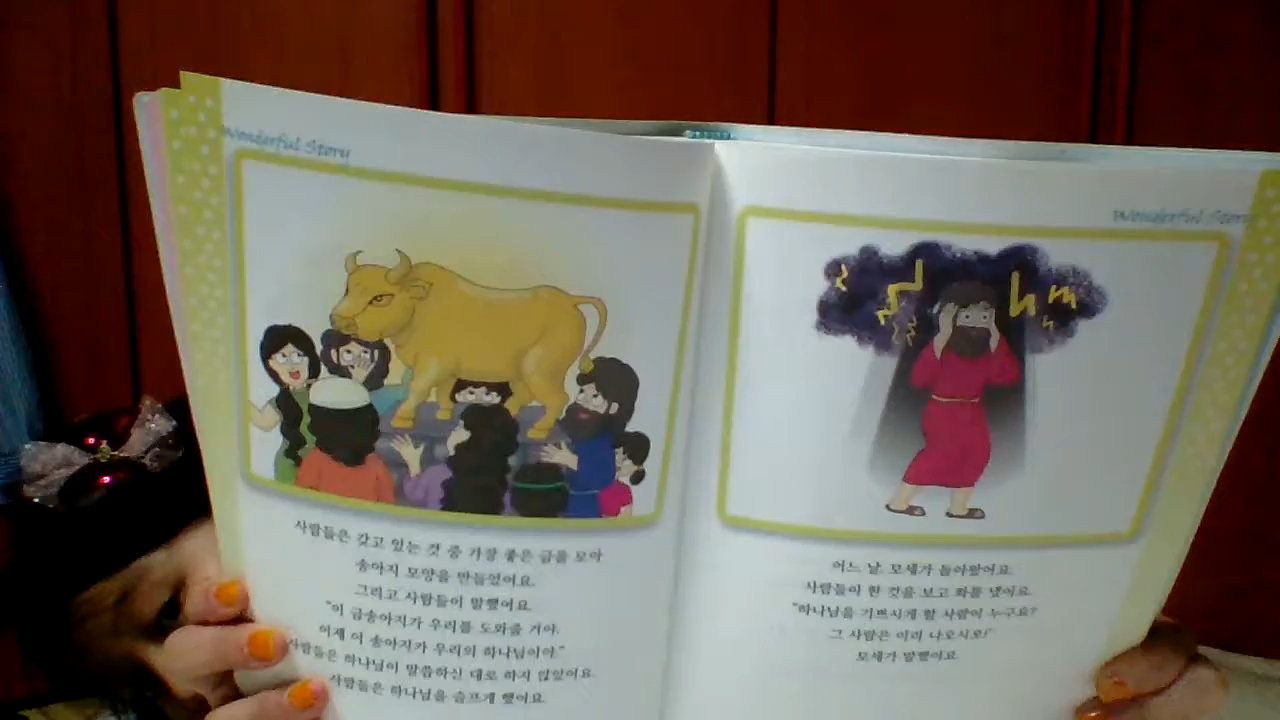 Wonderful Story
사람들은 갖고 있는 것 중 가장 좋은 금을 모아
송아지 모양을 만들었어요.
그리고 사람들이 말했어요.
"이 금송아지가 우리를 도와줄 거야.
이제 이 송아지가 우리의 하나님이야."
사람들은 하나님이 말씀하신 대로 하지 않았어요.
사람들은 하나님을 슬프게 했어요.
Wonderful Story
어느 날, 모세가 돌아왔어요.
사람들이 한 것을 보고 화를 냈어요.
"하나님을 기쁘시게 할 사람이 누구요?
그 사람은 이리 나오시오!"
모세가 말했어요.